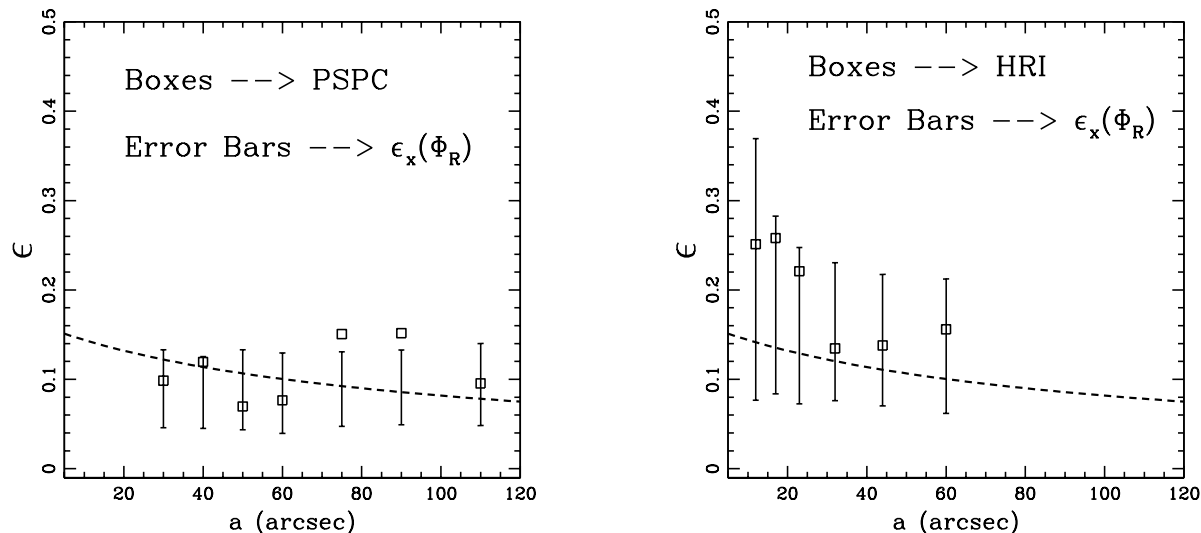 0.5
0.4
0.3
0.2
0.1
0
ϵ
Boxes --> PSPC
Error Bars --> ϵx(ΦR)
20 40 60 80 100 120
a (arcsec)
0.5
0.4
0.3
0.2
0.1
0
ϵ
Boxes --> HRI
Error Bars --> ϵx(ΦR)
20 40 60 80 100 120
a (arcsec)